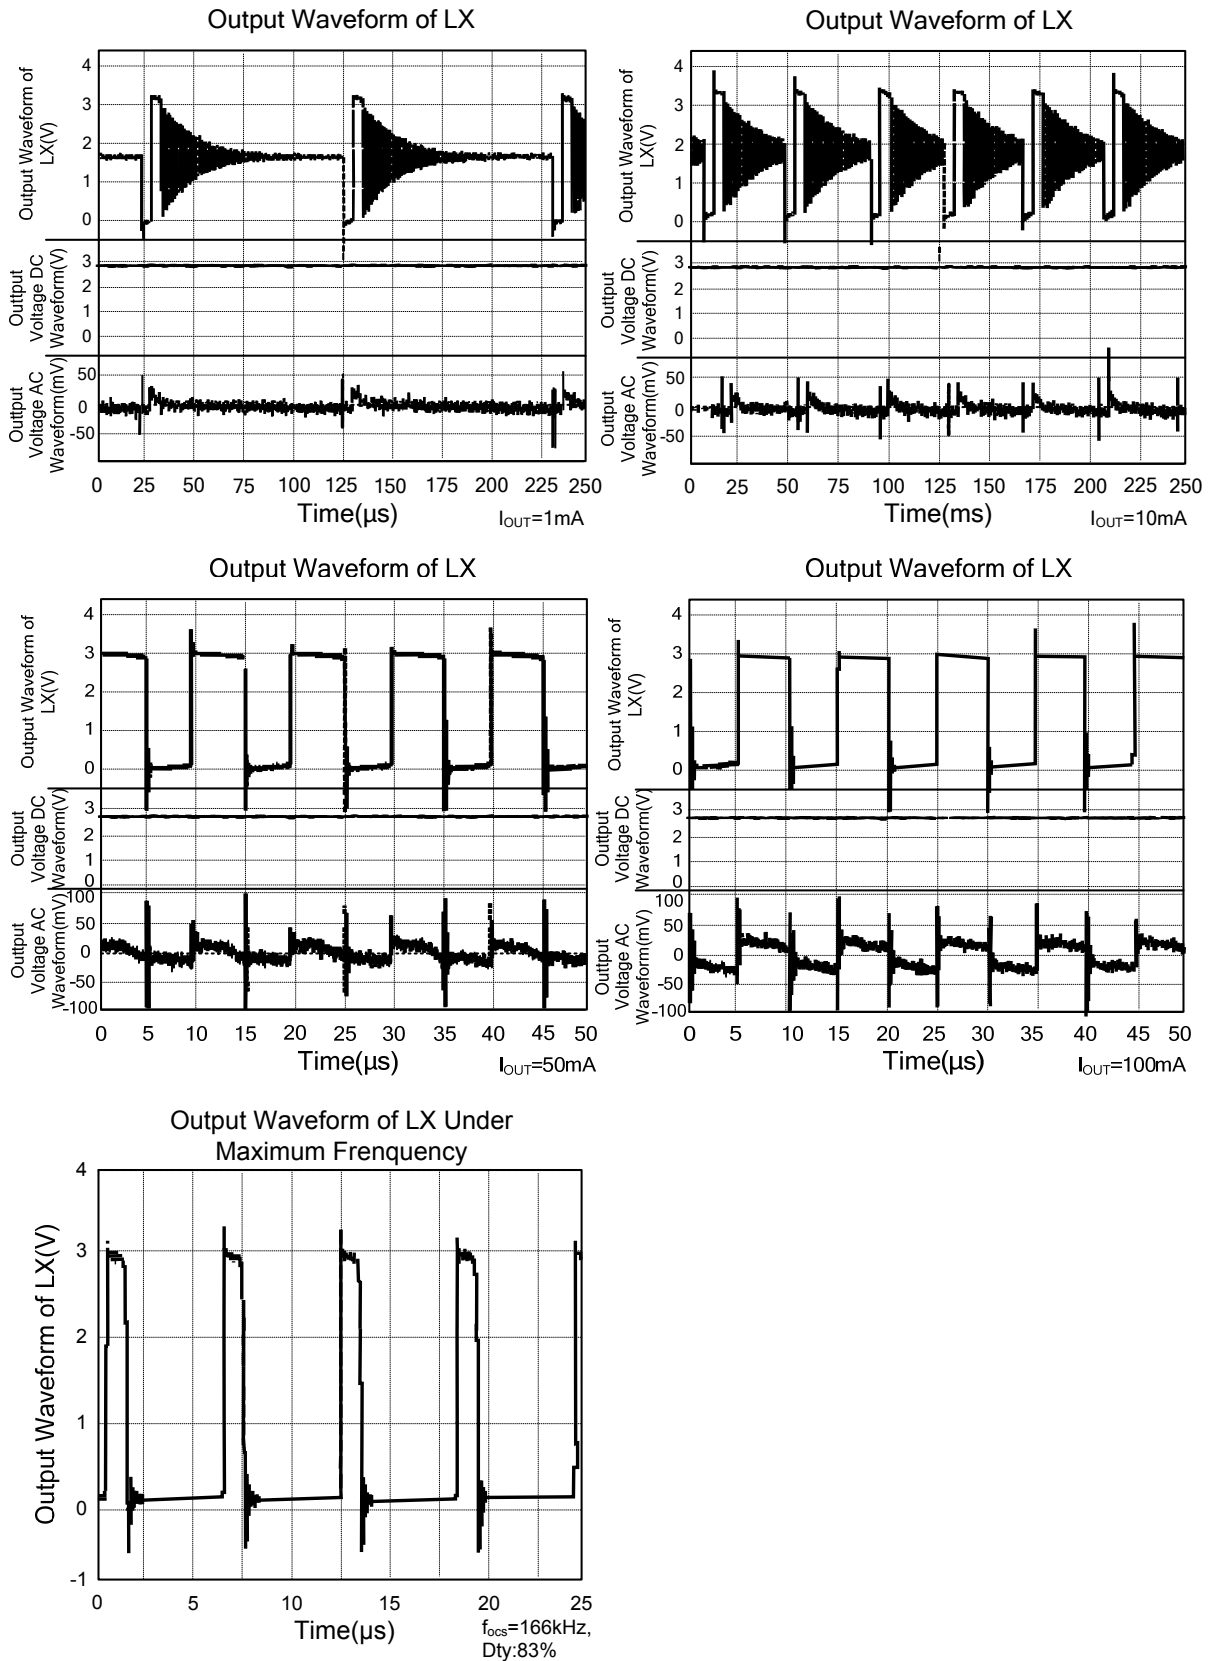 Output Waveform of LX
Output Waveform of
LX(V)
4
3
2
1
0
Outtput
Voltage DC
Waveform(V)
3
2
1
0
Outtput
Voltage AC
Waveform(mV)
50
0
-50
0 25 50 75 100 125 150 175 200 225 250
Time(µs)
IOUT=1mA
Output Waveform of LX
Output Waveform of
LX(V)
4
3
2
1
0
Outtput
Voltage DC
Waveform(V)
3
2
1
0
Outtput
Voltage AC
Waveform(mV)
50
0
-50
0 25 50 75 100 125 150 175 200 225 250
Time(ms)
IOUT=10mA
Output Waveform of LX
Output Waveform of
LX(V)
4
3
2
1
0
Outtput
Voltage DC
Waveform(V)
3
2
1
0
Outtput
Voltage AC
Waveform(mV)
100
50
0
-50
-100
0 5 10 15 20 25 30 35 40 45 50
Time(µs)
IOUT=50mA
Output Waveform of LX
Output Waveform of
LX(V)
4
3
2
1
0
Outtput
Voltage DC
Waveform(V)
3
2
1
0
Outtput
Voltage AC
Waveform(mV)
100
50
0
-50
-100
0 5 10 15 20 25 30 35 40 45 50
Time(µs)
IOUT=100mA
Output Waveform of LX Under
Maximum Frenquency
Output Waveform of LX(V)
4
3
2
1
0
-1
0 5 10 15 20 25
Time(µs)
focs=166kHz,
Dty:83%